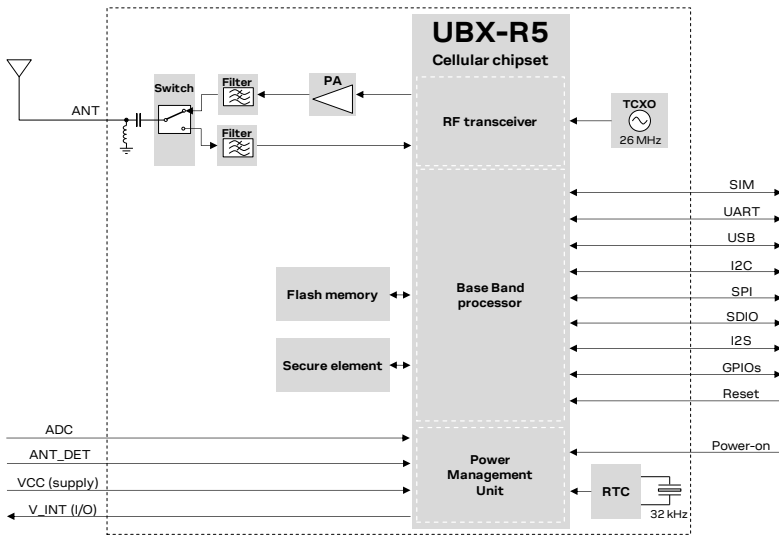 UBX-R5
Cellular chipset
Switch
Filter
PA
TCXO
ANT
RF transceiver
26 MHz
Filter
SIM
UART
USB
I2C
Flash memory
Base Band
processor
SPI
SDIO
I2S
Secure element
GPIOs
Reset
ADC
Power-on
ANT_DET
Power
Management
Unit
VCC (supply)
RTC
V_INT (I/O)
32 kHz